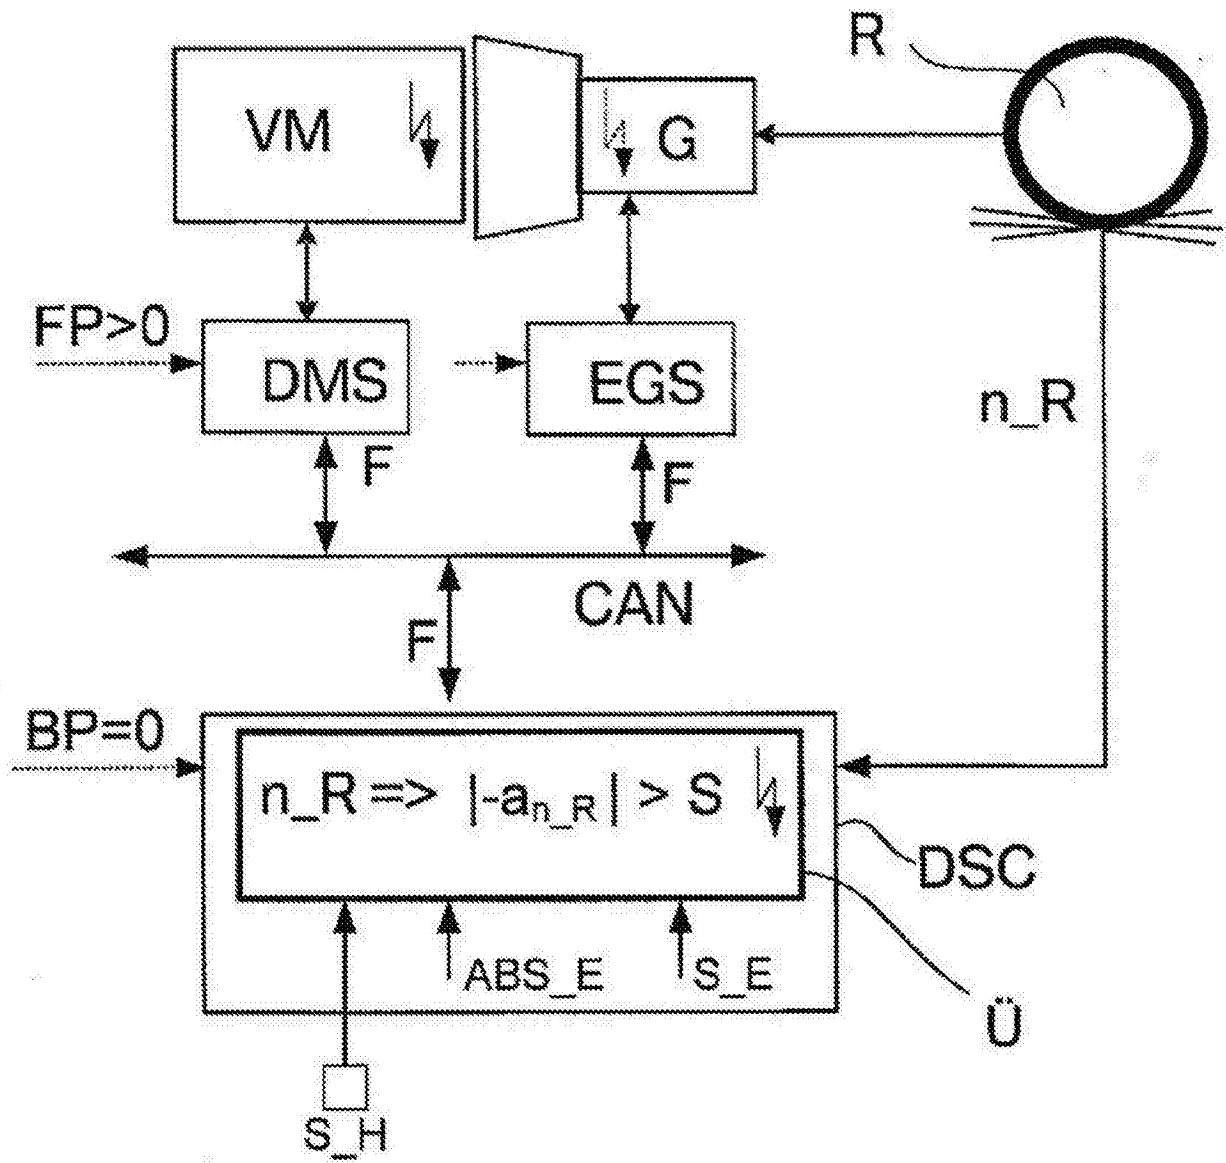 R
VM
G
FP>0
DMS
EGS
n_R
F
F
CAN
F
BP=0
n_R => |-an_R| > S
DSC
ABS_E
S_E
Ü
S_H